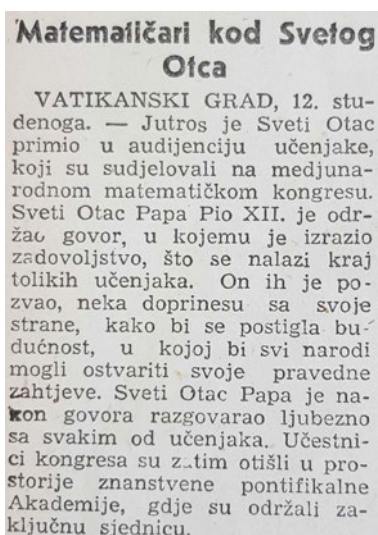 Matematičari kod Svetog
Otca
VATIKANSKI GRAD, 12. stu-
denoga. — Jutros je Sveti Otac
primio u audijenciju učenjake,
koji su sudjelovali na medjuna-
rodnom matematičkom kongresu.
Sveti Otac Papa Pio XII. je odr-
žao govor, u kojemu je izrazio
zadovoljstvo, što se nalazi kraj
tolikih učenjaka. On ih je po-
zvao, neka doprinesu sa svoje
strane, kako bi se postigla bu-
dućnost, u kojoj bi svi narodi
mogli ostvariti svoje pravedne
zahtjeve. Sveti Otac Papa je na-
kon govora razgovarao ljubezno
sa svakim od učenjaka. Učestni-
ci kongresa su zatim otišli u pro-
storije znanstvene pontifikalne
Akademije, gdje su održali za-
ključnu sjednicu.